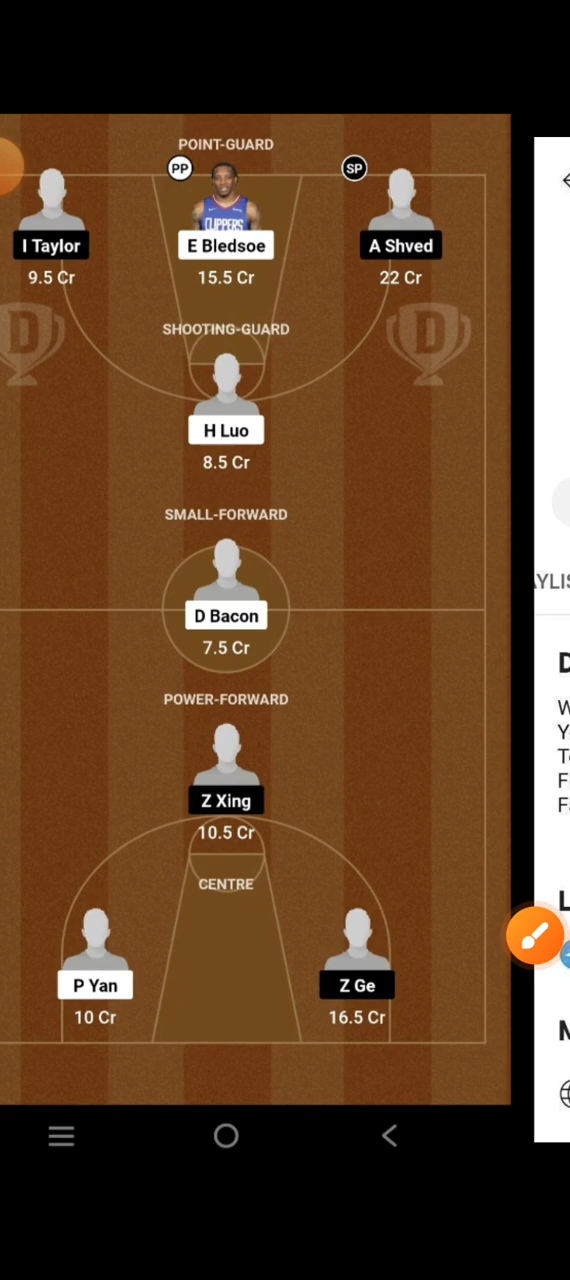 POINT-GUARD
PP
SP
CLIPPERS
I Taylor
E Bledsoe
A Shved
9.5 Cr
15.5 Cr
22 Cr
D
D
SHOOTING-GUARD
H Luo
8.5 Cr
SMALL-FORWARD
D Bacon
7.5 Cr
POWER-FORWARD
Z Xing
10.5 Cr
CENTRE
P Yan
Z Ge
10 Cr
16.5 Cr